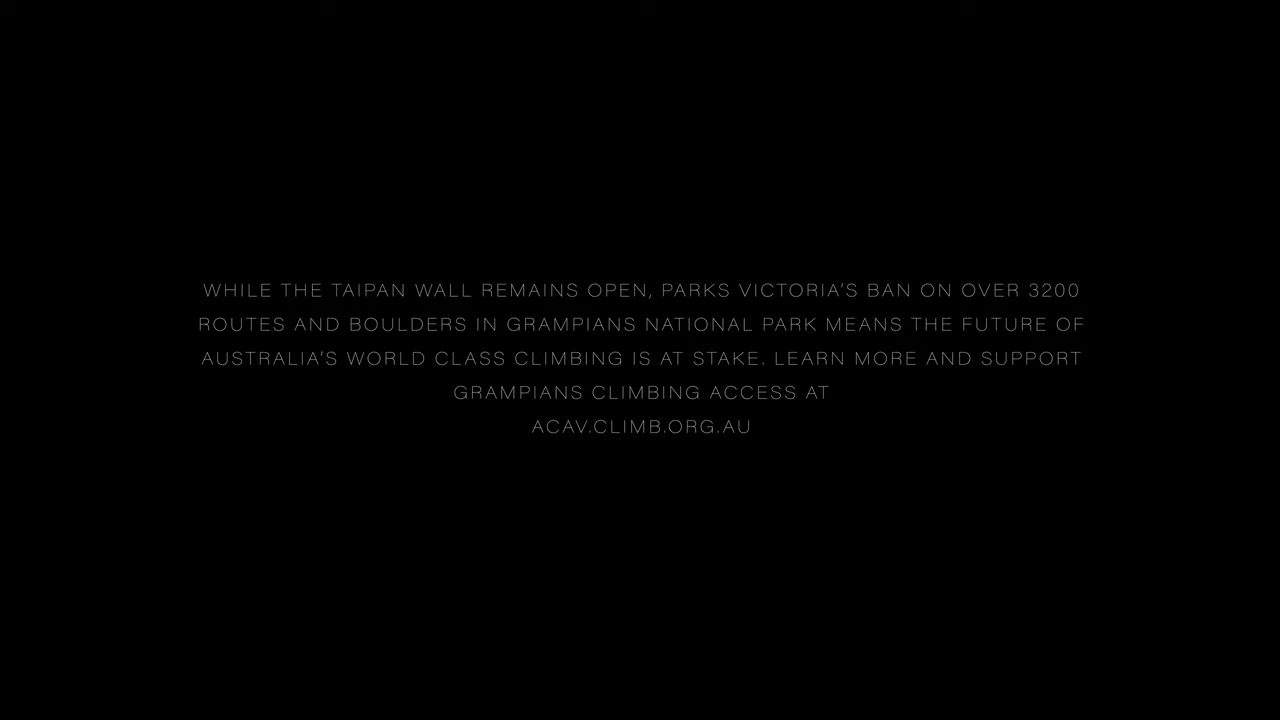 WHILE THE TAIPAN WALL REMAINS OPEN, PARKS VICTORIA’S BAN ON OVER 3200
ROUTES AND BOULDERS IN GRAMPIANS NATIONAL PARK MEANS THE FUTURE OF
AUSTRALIA’S WORLD CLASS CLIMBING IS AT STAKE. LEARN MORE AND SUPPORT
GRAMPIANS CLIMBING ACCESS AT
ACAV.CLIMB.ORG.AU